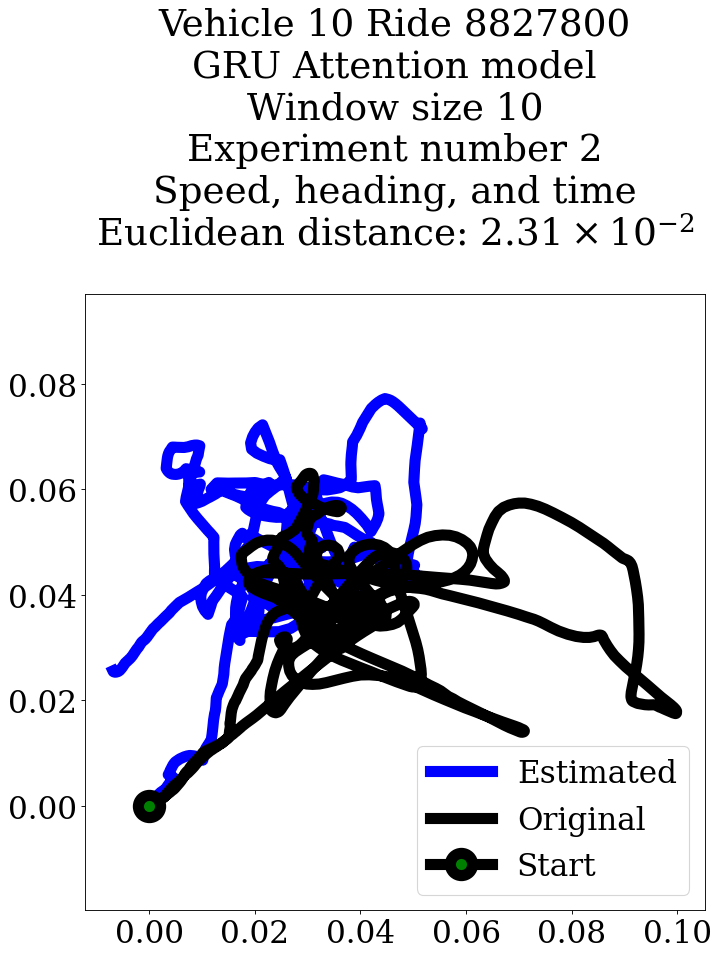 Vehicle 10 Ride 8827800
GRU Attention model
Window size 10
Experiment number 2
Speed, heading, and time
Euclidean distance: 2.31 × 10⁻²
0.08
0.06
0.04
0.02
0.00
Estimated
Original
Start
0.00 0.02 0.04 0.06 0.08 0.10